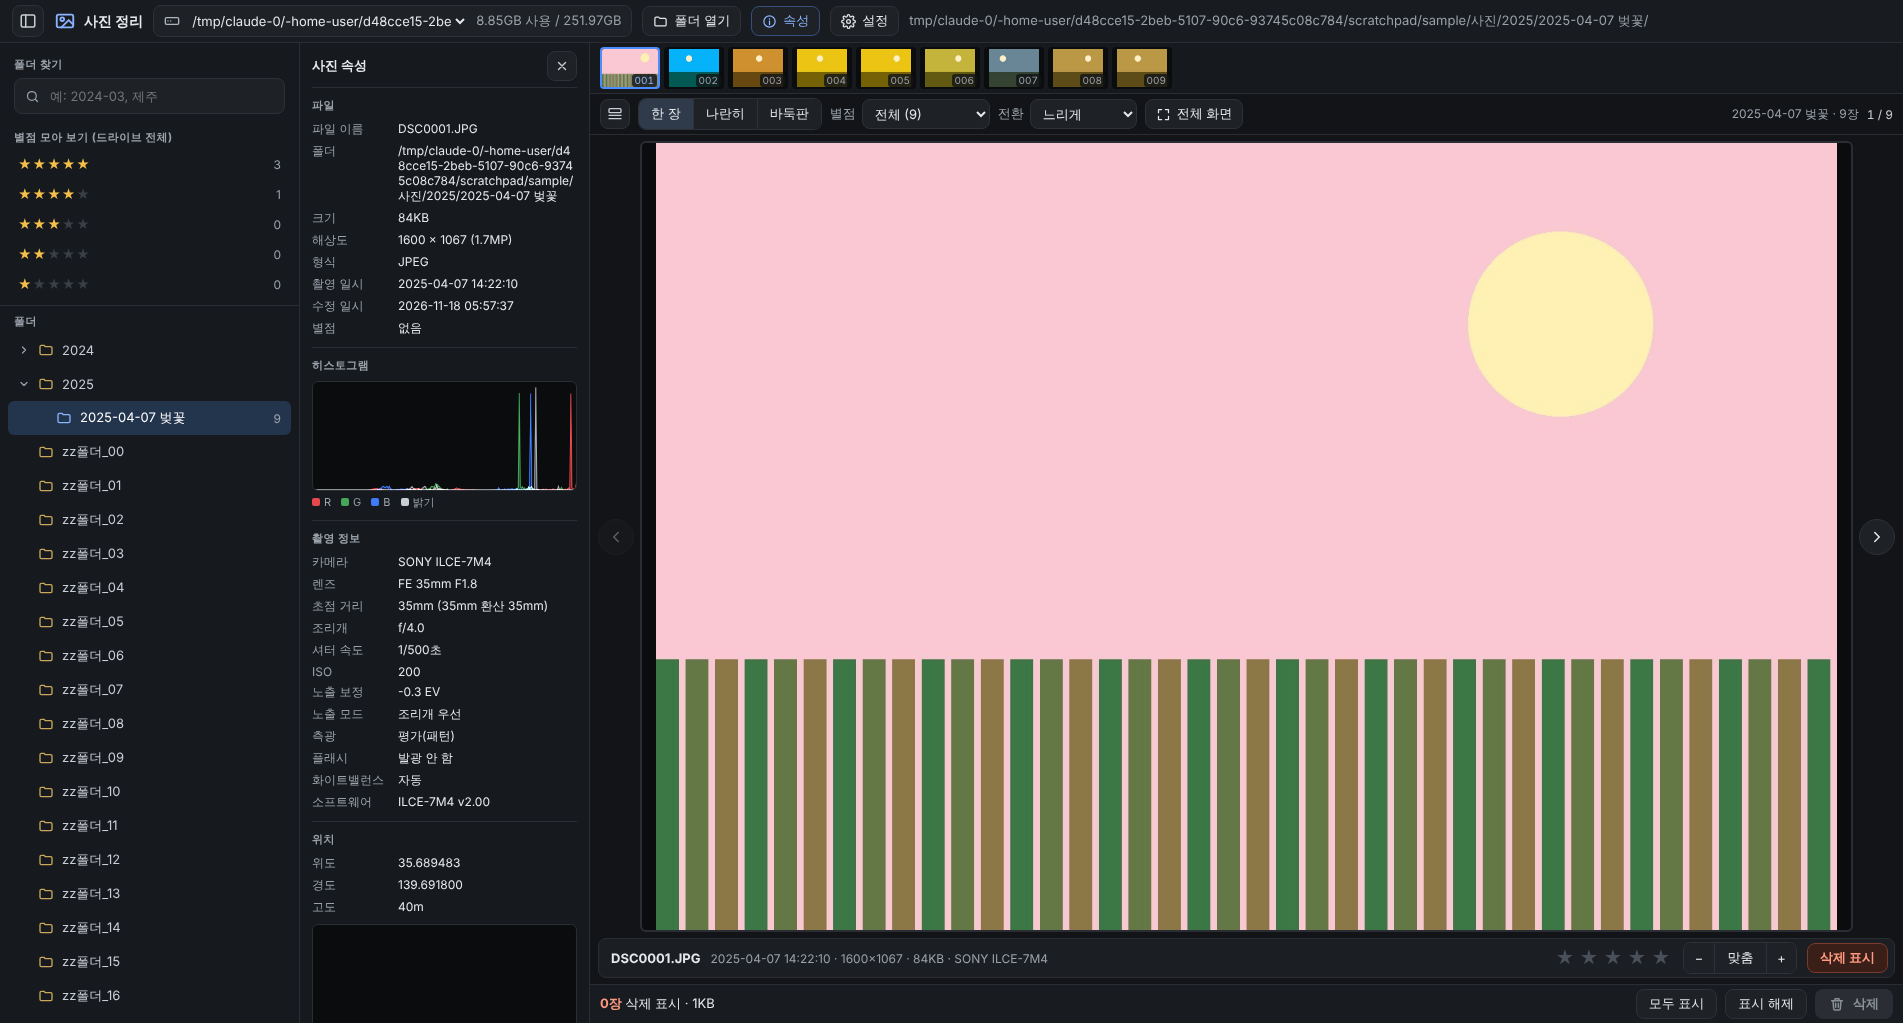 사진 정리
/tmp/claude-0/-home-user/d48cce15-2be
8.85GB 사용 / 251.97GB
폴더 열기
속성
설정
tmp/claude-0/-home-user/d48cce15-2beb-5107-90c6-93745c08c784/scratchpad/sample/사진/2025/2025-04-07 벚꽃/
폴더 찾기
예: 2024-03, 제주
별점 모아 보기 (드라이브 전체)
★★★★★ 3
★★★★★ 1
★★★★★ 0
★★★★★ 0
★★★★★ 0
폴더
2024
2025
2025-04-07 벚꽃 9
zz폴더_00
zz폴더_01
zz폴더_02
zz폴더_03
zz폴더_04
zz폴더_05
zz폴더_06
zz폴더_07
zz폴더_08
zz폴더_09
zz폴더_10
zz폴더_11
zz폴더_12
zz폴더_13
zz폴더_14
zz폴더_15
zz폴더_16
사진 속성
파일
파일 이름 DSC0001.JPG
폴더 /tmp/claude-0/-home-user/d4
8cce15-2beb-5107-90c6-9374
5c08c784/scratchpad/sample/
사진/2025/2025-04-07 벚꽃
크기 84KB
해상도 1600 × 1067 (1.7MP)
형식 JPEG
촬영 일시 2025-04-07 14:22:10
수정 일시 2026-11-18 05:57:37
별점 없음
히스토그램
R G B 밝기
촬영 정보
카메라 SONY ILCE-7M4
렌즈 FE 35mm F1.8
초점 거리 35mm (35mm 환산 35mm)
조리개 f/4.0
셔터 속도 1/500초
ISO 200
노출 보정 -0.3 EV
노출 모드 조리개 우선
측광 평가(패턴)
플래시 발광 안 함
화이트밸런스 자동
소프트웨어 ILCE-7M4 v2.00
위치
위도 35.689483
경도 139.691800
고도 40m
001 002 003 004 005 006 007 008 009
한 장 나란히 바둑판 별점 전체 (9) 전환 느리게 전체 화면
2025-04-07 벚꽃 · 9장 1 / 9
DSC0001.JPG 2025-04-07 14:22:10 · 1600×1067 · 84KB · SONY ILCE-7M4
★★★★★ − 맞춤 + 삭제 표시
0장 삭제 표시 · 1KB
모두 표시 표시 해제 삭제